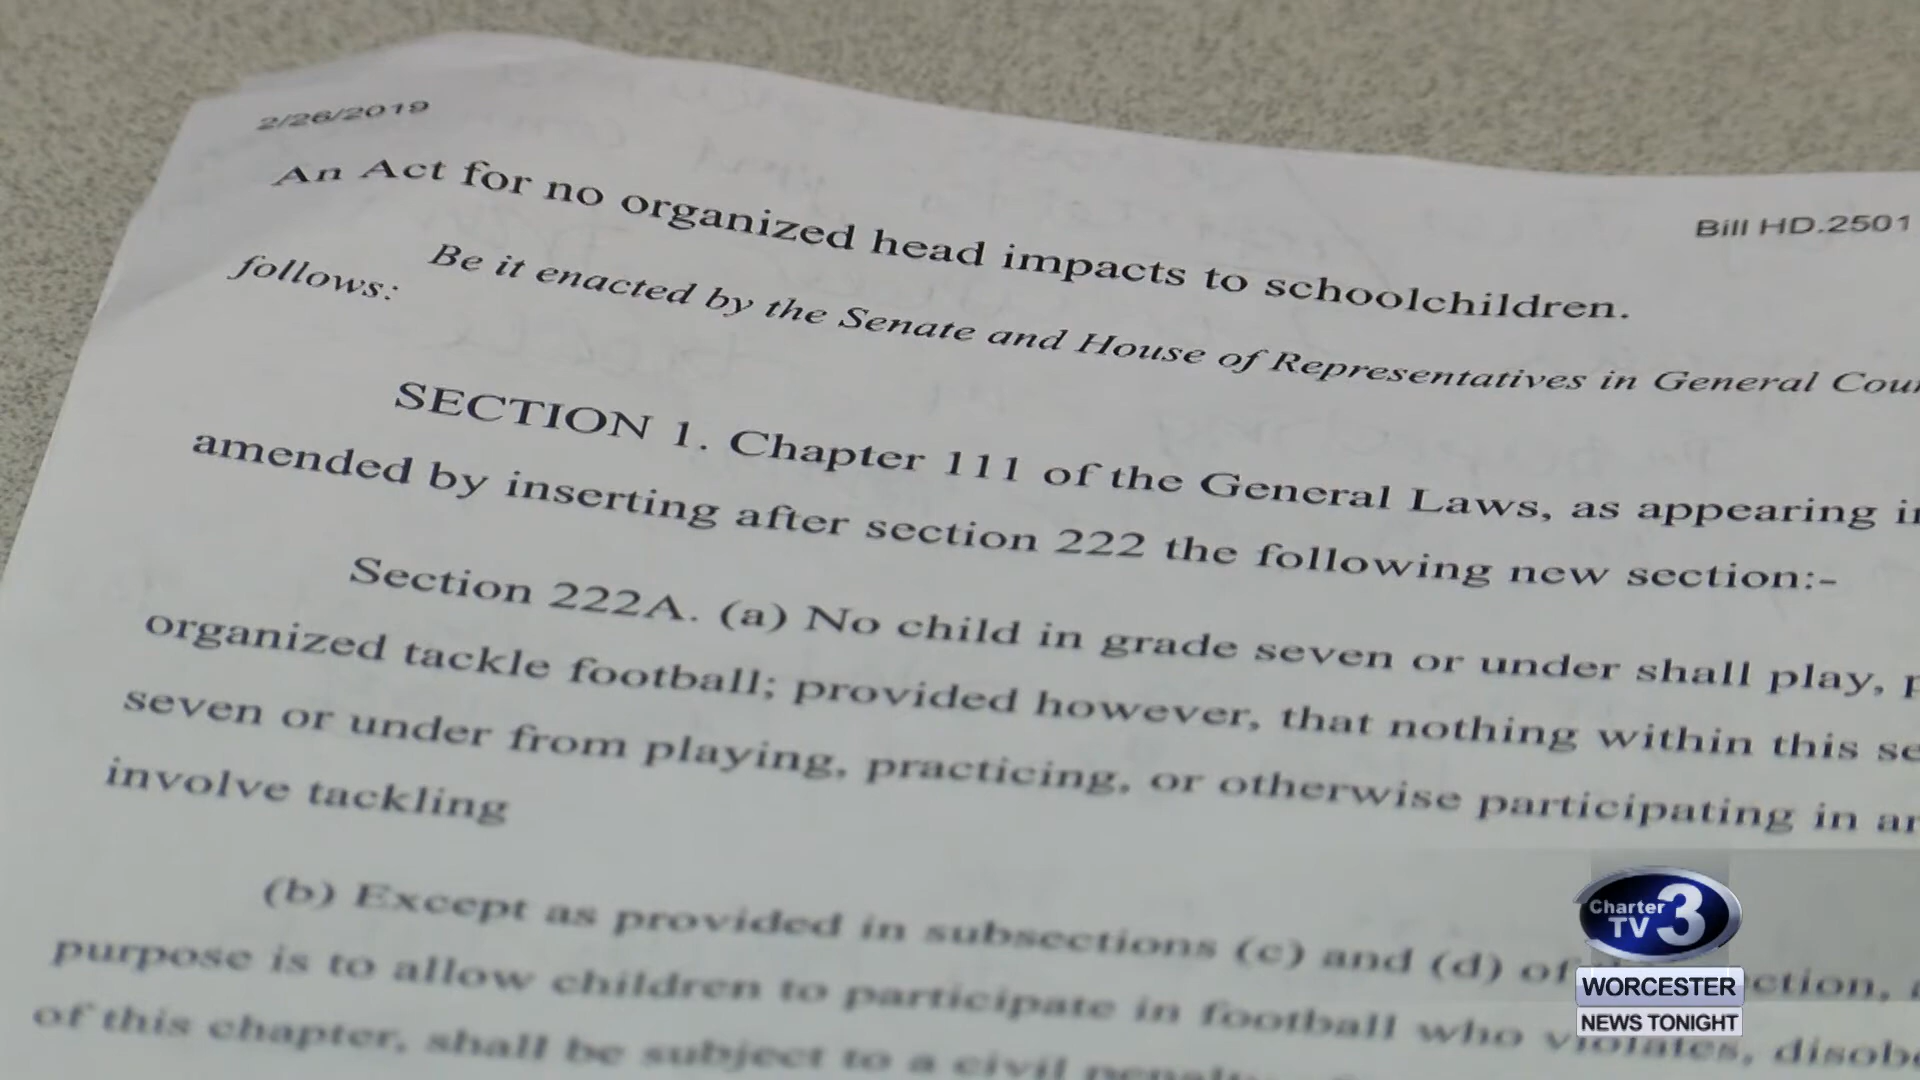 2/26/2019
Bill HD.2501
An Act for no organized head impacts to schoolchildren.
Be it enacted by the Senate and House of Representatives in General
follows:
SECTION 1. Chapter 111 of the General Laws, as appearing
amended by inserting after section 222 the following new section:-
Section 222A. (a) No child in grade seven or under shall play,
organized tackle football; provided however, that nothing within this
seven or under from playing, practicing, or otherwise participating in
involve tackling
(b) Except as provided in subsections (c) and (d) of
purpose is to allow children to participate in football who violates,
of this chapter, shall be subject to a civil
Charter
TV 3
WORCESTER
NEWS TONIGHT